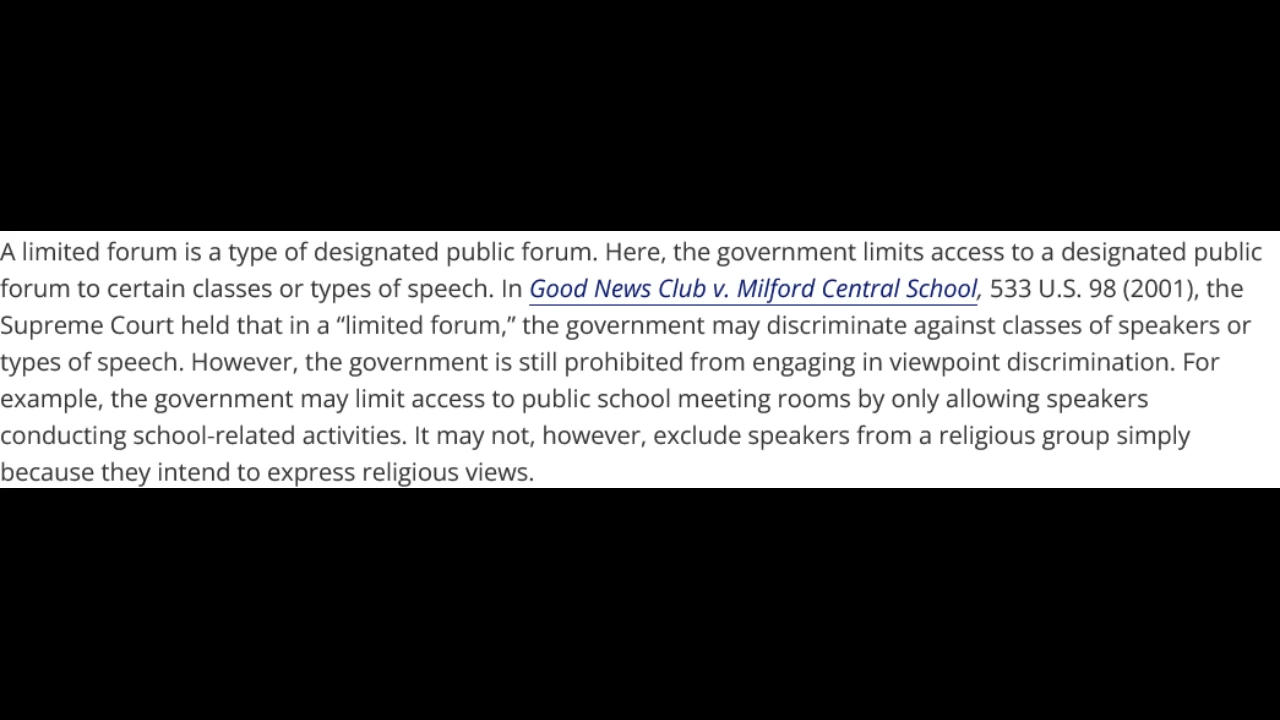 A limited forum is a type of designated public forum. Here, the government limits access to a designated public
forum to certain classes or types of speech. In Good News Club v. Milford Central School, 533 U.S. 98 (2001), the
Supreme Court held that in a “limited forum,” the government may discriminate against classes of speakers or
types of speech. However, the government is still prohibited from engaging in viewpoint discrimination. For
example, the government may limit access to public school meeting rooms by only allowing speakers
conducting school-related activities. It may not, however, exclude speakers from a religious group simply
because they intend to express religious views.